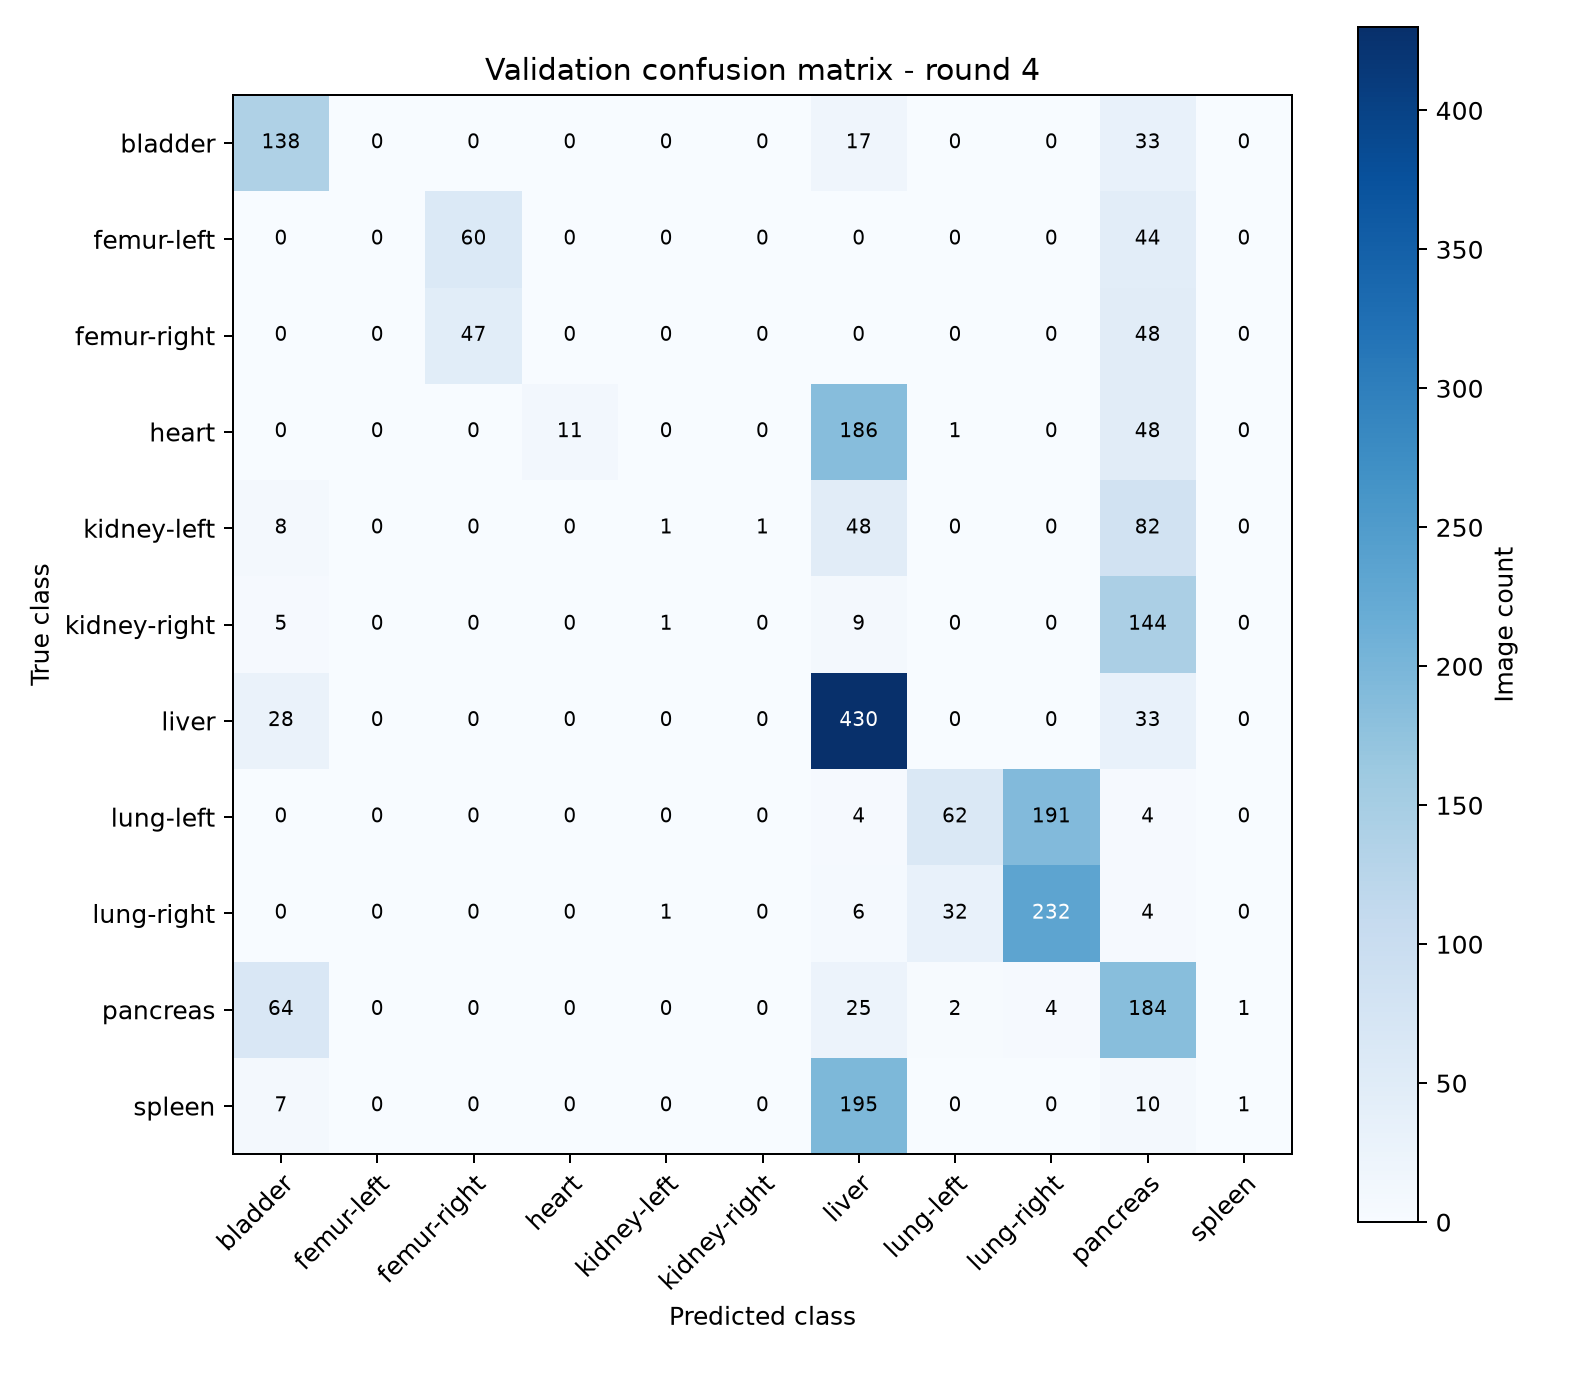 Validation confusion matrix - round 4
bladder 138 0 0 0 0 0 17 0 0 33 0
femur-left 0 0 60 0 0 0 0 0 0 44 0
femur-right 0 0 47 0 0 0 0 0 0 48 0
heart 0 0 0 11 0 0 186 1 0 48 0
kidney-left 8 0 0 0 1 1 48 0 0 82 0
kidney-right 5 0 0 0 1 0 9 0 0 144 0
liver 28 0 0 0 0 0 430 0 0 33 0
lung-left 0 0 0 0 0 0 4 62 191 4 0
lung-right 0 0 0 0 1 0 6 32 232 4 0
pancreas 64 0 0 0 0 0 25 2 4 184 1
spleen 7 0 0 0 0 0 195 0 0 10 1
bladder femur-left femur-right heart kidney-left kidney-right liver lung-left lung-right pancreas spleen
Predicted class
True class
400
350
300
250
200
150
100
50
0
Image count